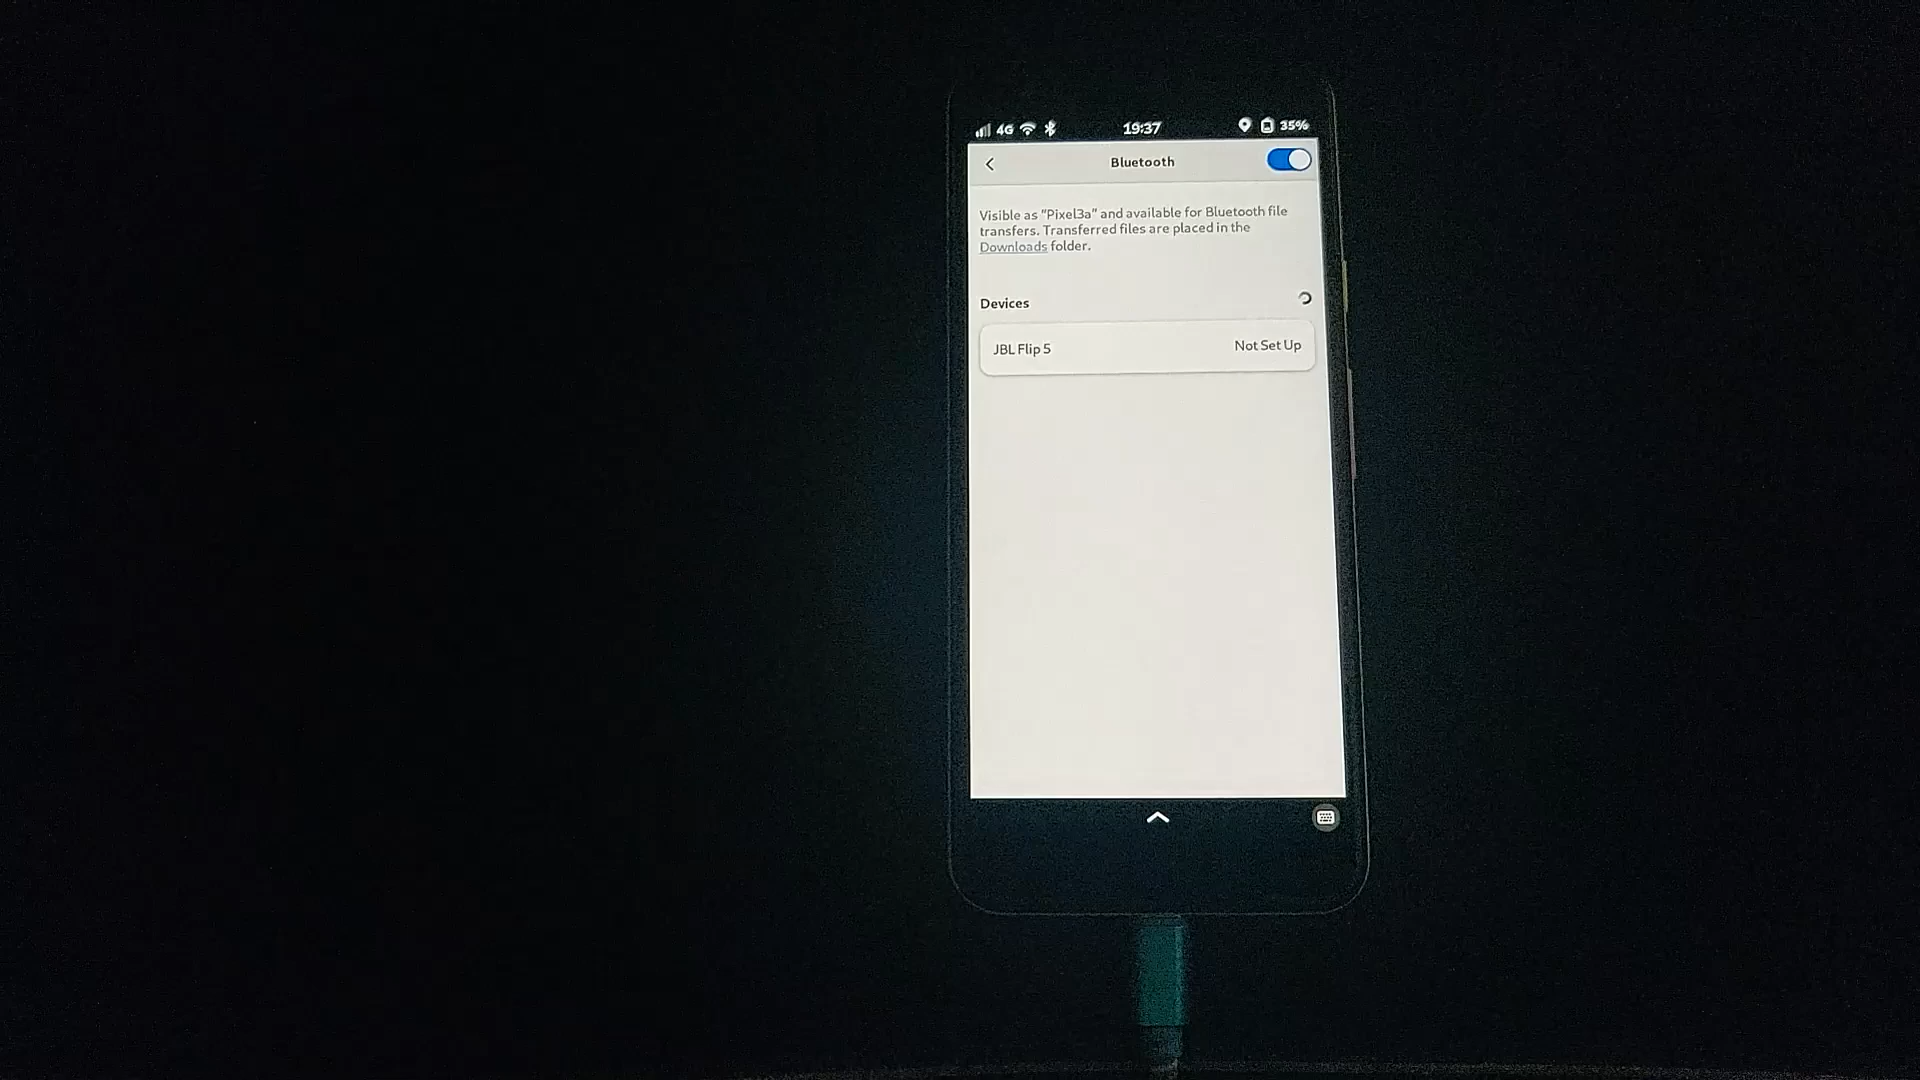 4G 19:37 35%
Bluetooth
Visible as "Pixel3a" and available for Bluetooth file
transfers. Transferred files are placed in the
Downloads folder.
Devices
JBL Flip 5 Not Set Up